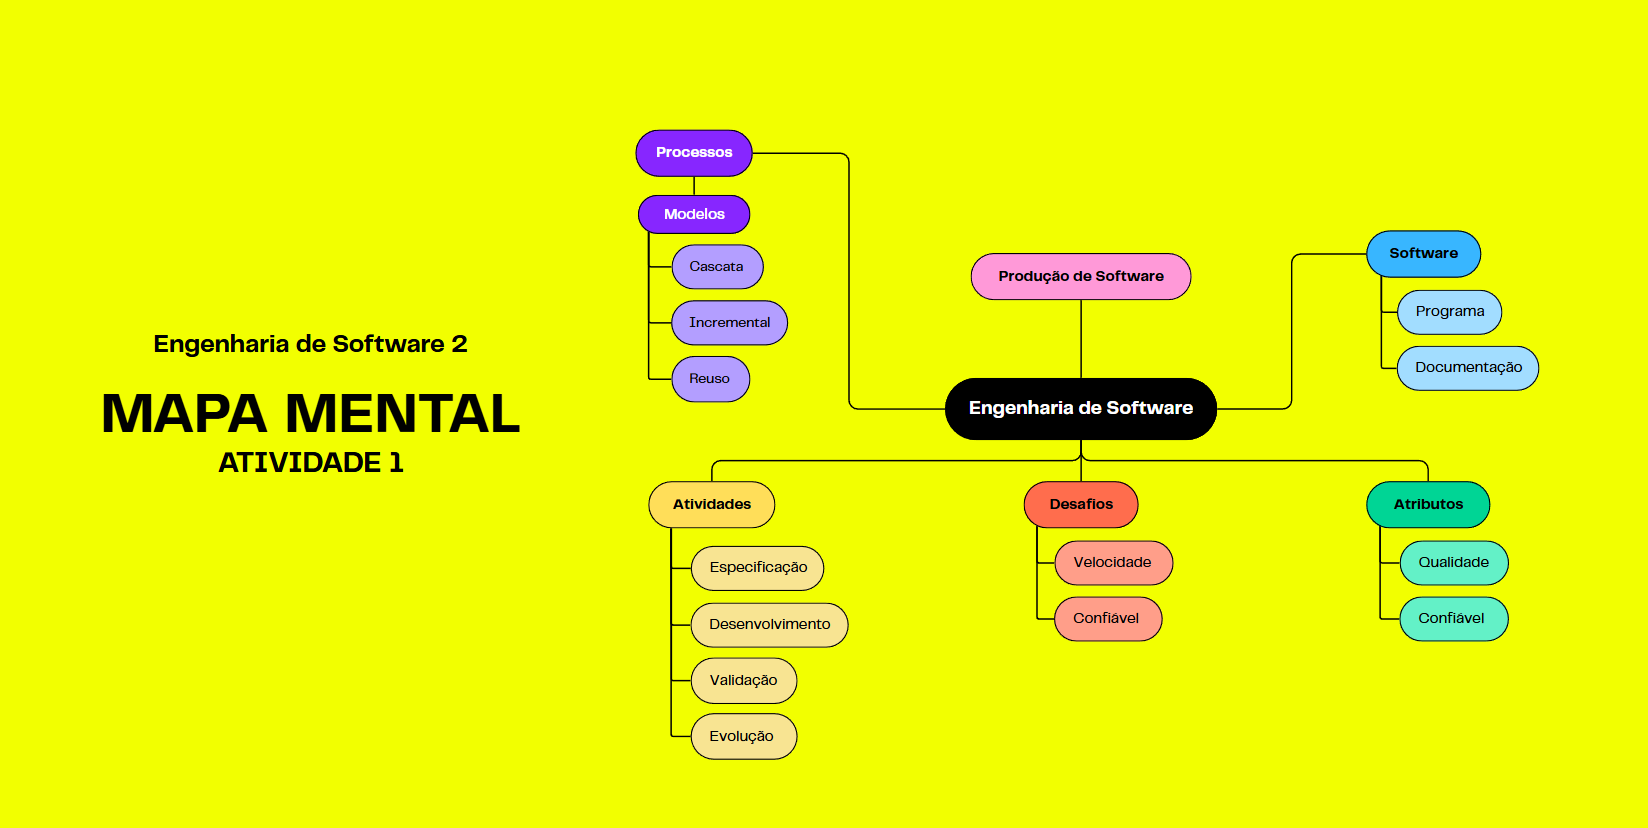 Engenharia de Software 2
MAPA MENTAL
ATIVIDADE 1
Processos
Modelos
Cascata
Incremental
Reuso
Produção de Software
Engenharia de Software
Software
Programa
Documentação
Atividades
Especificação
Desenvolvimento
Validação
Evolução
Desafios
Velocidade
Confiável
Atributos
Qualidade
Confiável